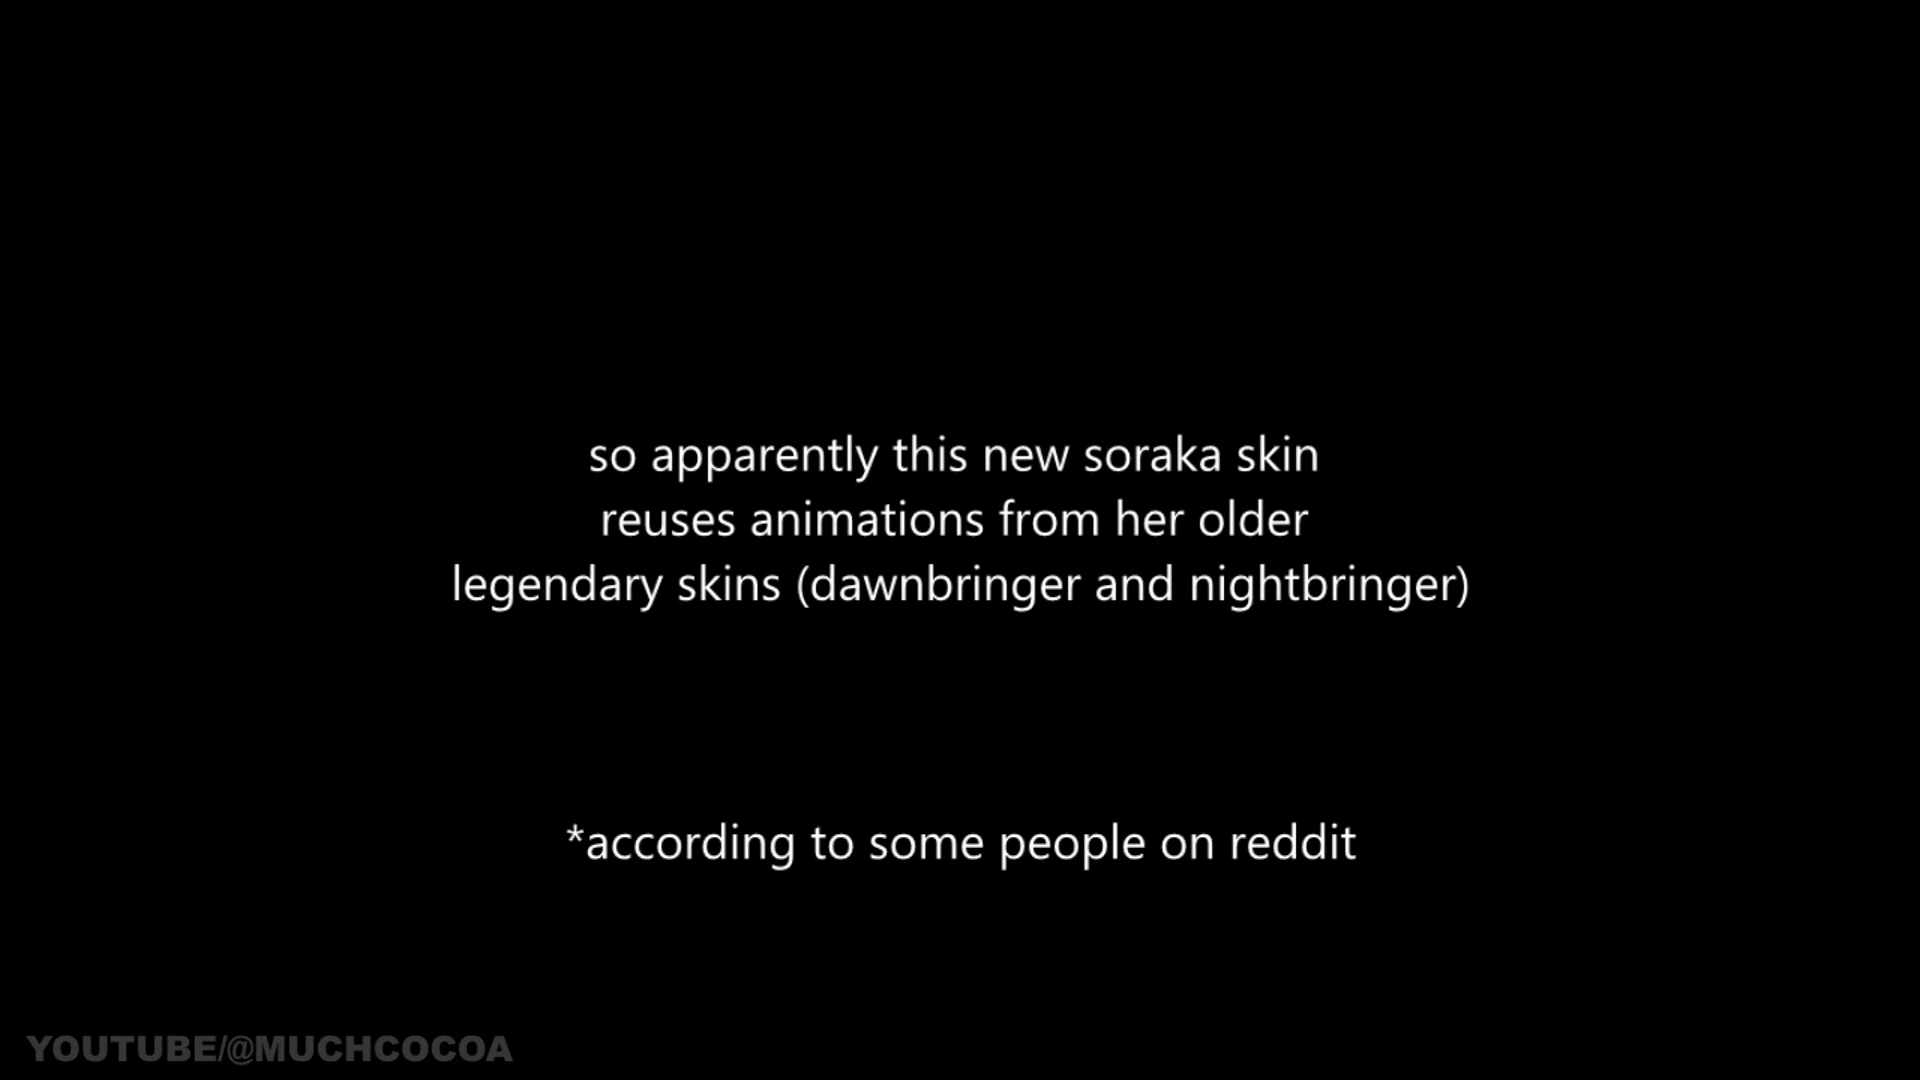 so apparently this new soraka skin
reuses animations from her older
legendary skins (dawnbringer and nightbringer)
*according to some people on reddit
YOUTUBE/@MUCHCOCOA